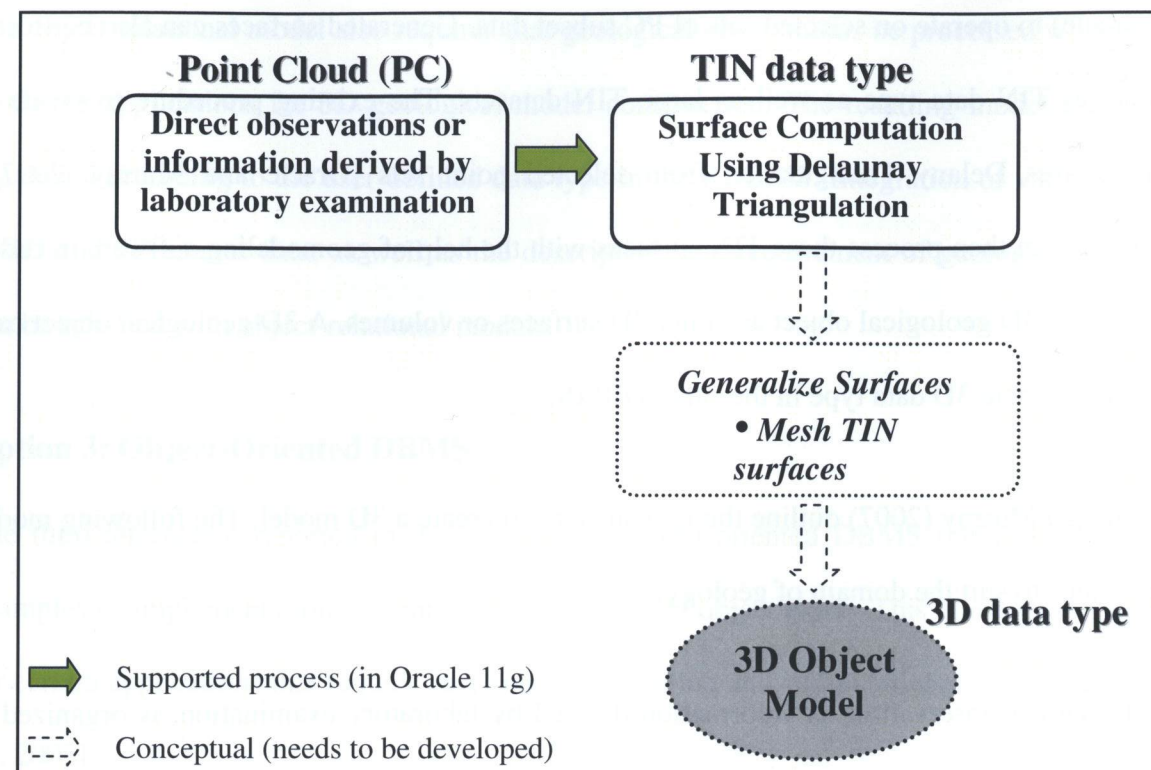 Point Cloud (PC)
Direct observations or
information derived by
laboratory examination
TIN data type
Surface Computation
Using Delaunay
Triangulation
Generalize Surfaces
• Mesh TIN
surfaces
3D data type
3D Object
Model
Supported process (in Oracle 11g)
Conceptual (needs to be developed)